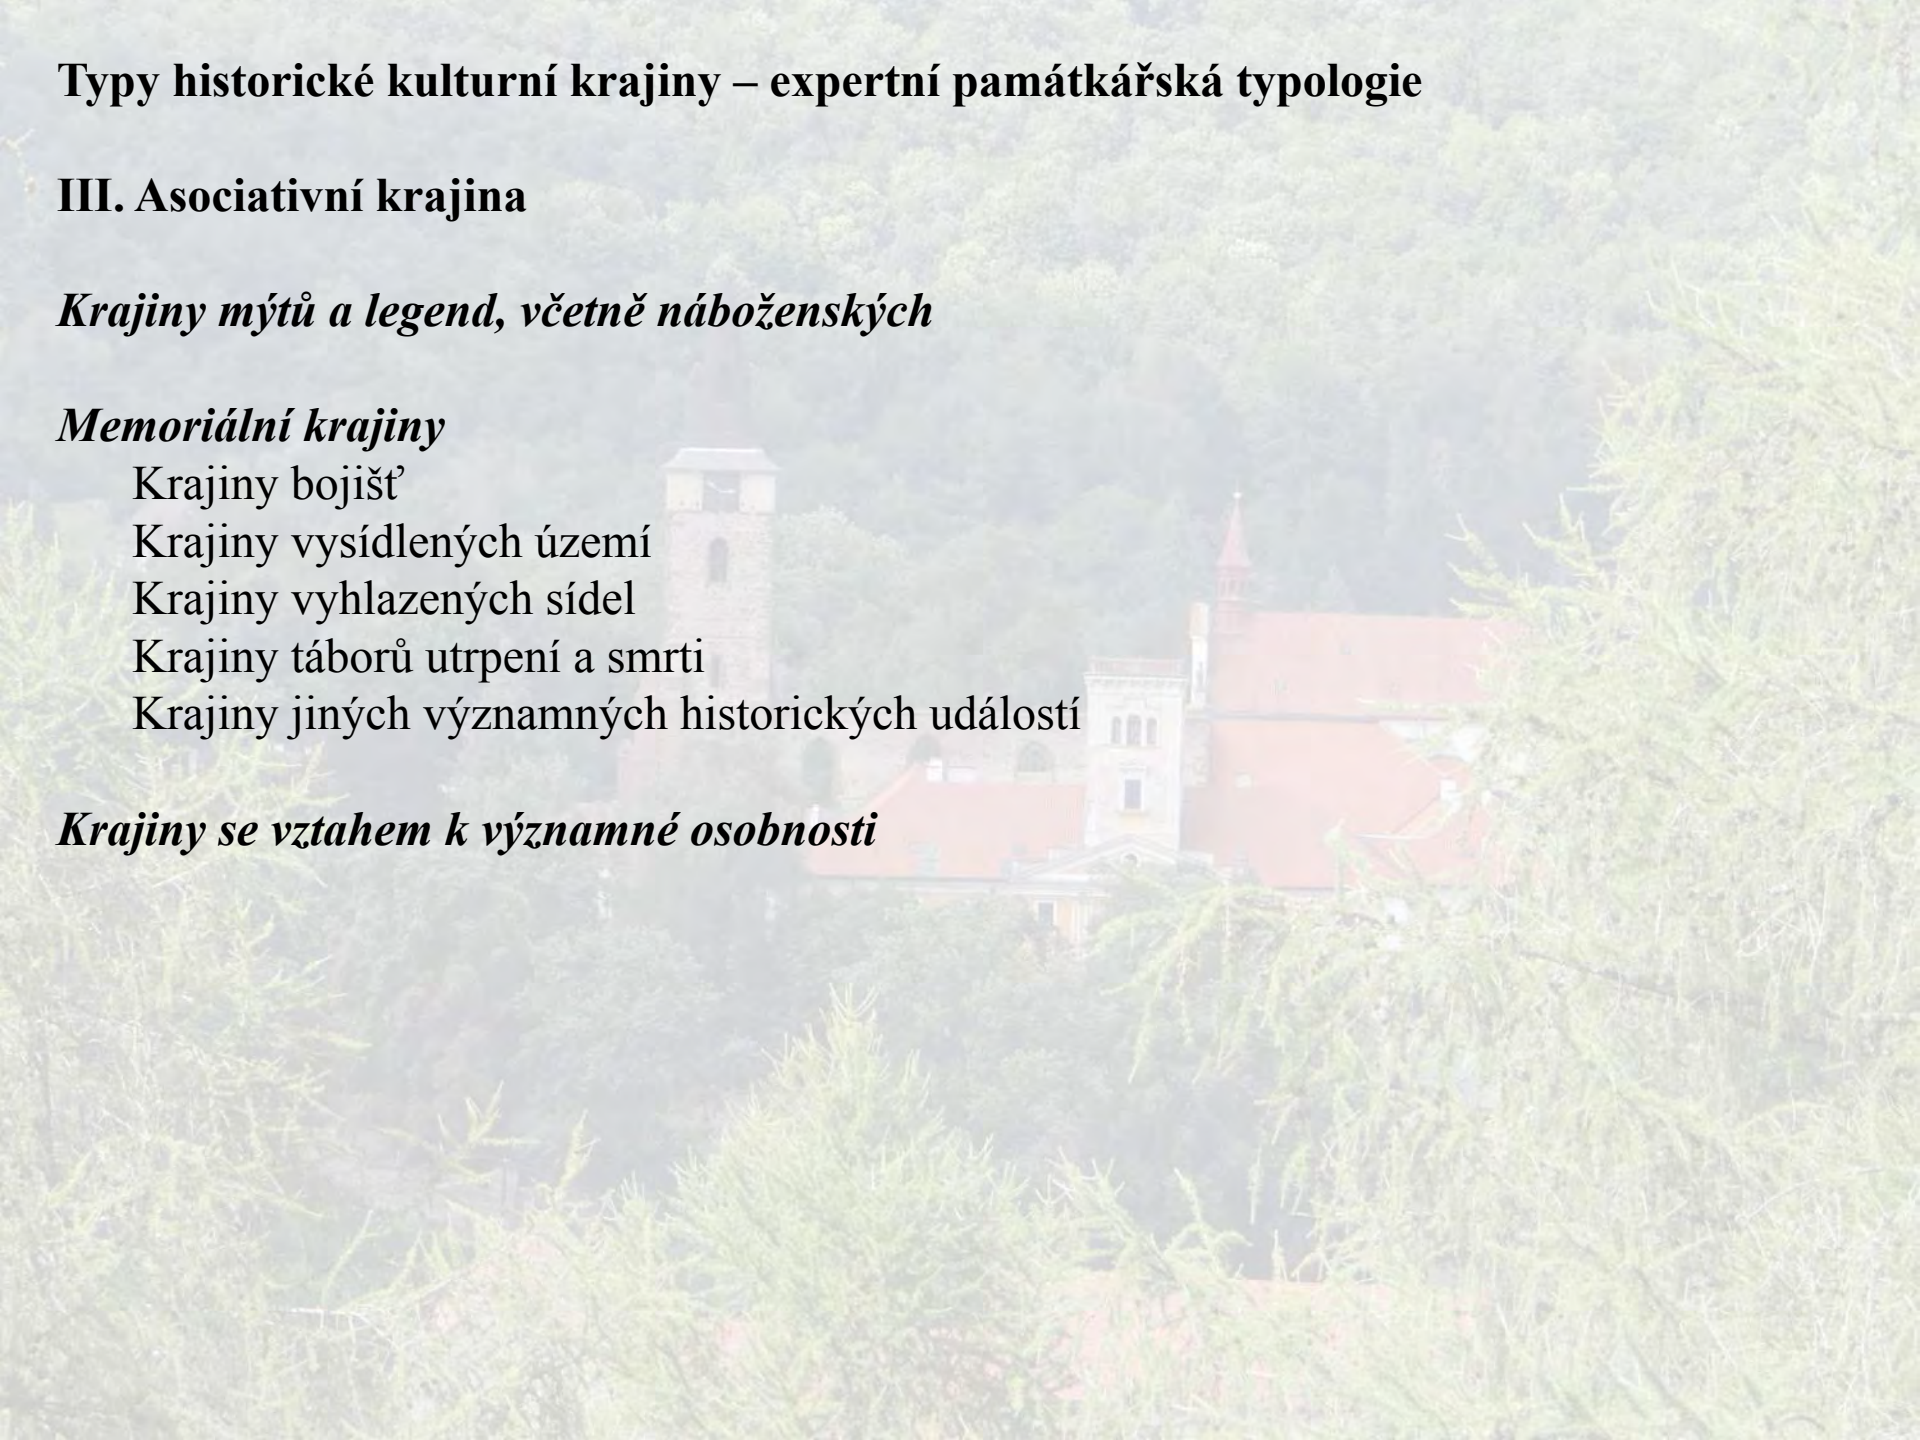 Typy historické kulturní krajiny – expertní památkářská typologie
III. Asociativní krajina
Krajiny mýtů a legend, včetně náboženských
Memoriální krajiny
Krajiny bojišť
Krajiny vysídlených území
Krajiny vyhlazených sídel
Krajiny táborů utrpení a smrti
Krajiny jiných významných historických událostí
Krajiny se vztahem k významné osobnosti